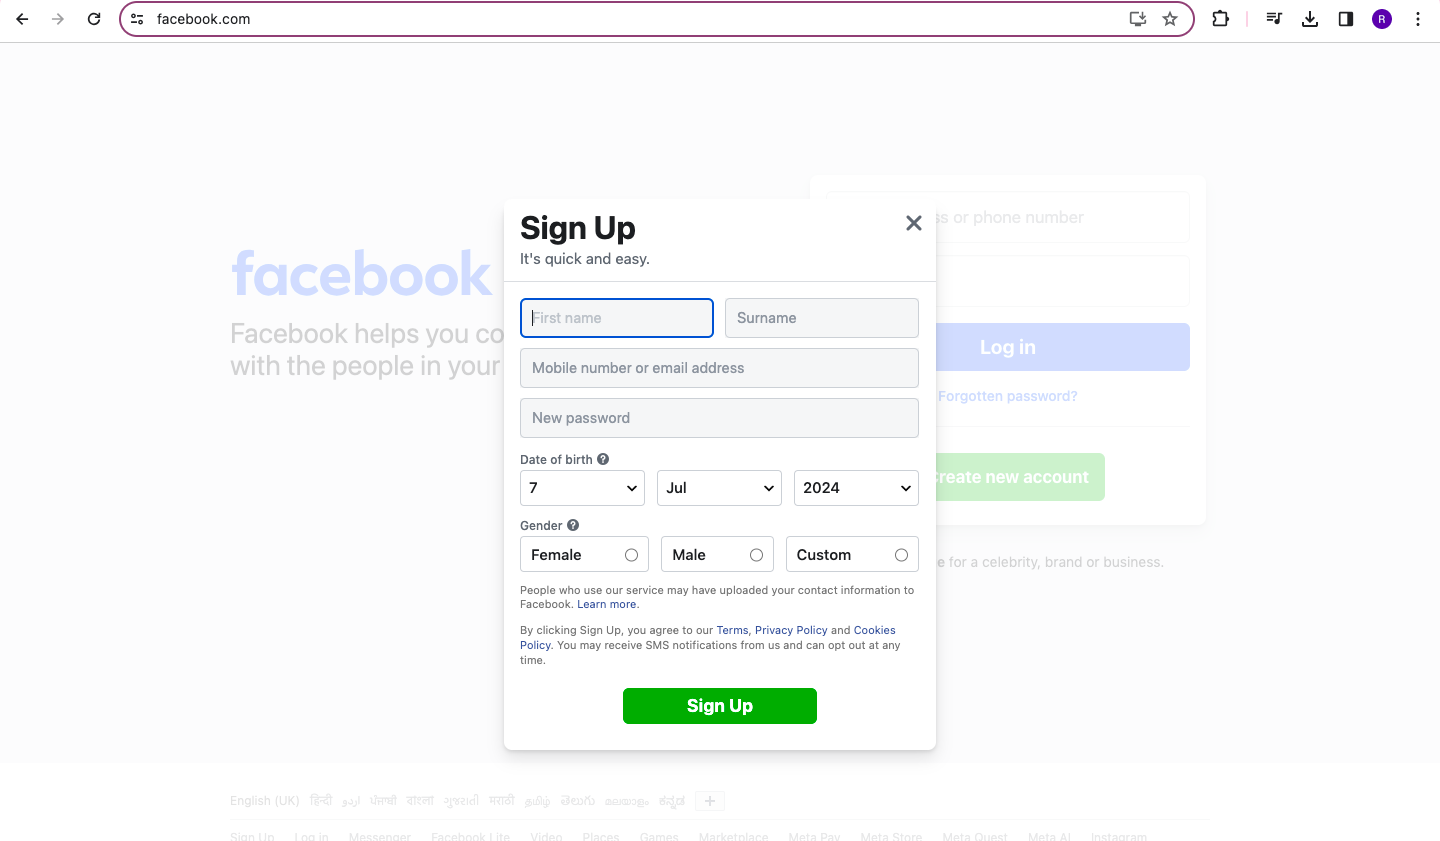 facebook.com
R
Sign Up
It's quick and easy.
First name
Surname
Mobile number or email address
New password
Date of birth ?
7
Jul
2024
Gender ?
Female
Male
Custom
People who use our service may have uploaded your contact information to
Facebook. Learn more.
By clicking Sign Up, you agree to our Terms, Privacy Policy and Cookies
Policy. You may receive SMS notifications from us and can opt out at any
time.
Sign Up
facebook
Facebook helps you
with the people in your
or phone number
Log in
Forgotten password?
new account
for a celebrity, brand or business.
English (UK) हिन्दी اردو ਪੰਜਾਬੀ বাংলা ગુજરાતી मराठी தமிழ் తెలుగు മലയാളം ಕನ್ನಡ +
Sign Up Log in Messenger Facebook Lite Video Places Games Marketplace Meta Pay Meta Store Meta Quest Meta AI Instagram